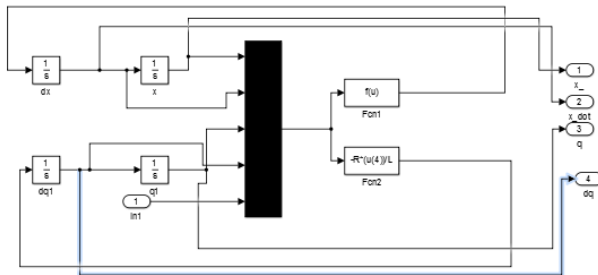 1
s
dx
1
s
x
f(u)
Fcn1
1
x_
2
x_dot
3
q
1
s
dq1
1
s
q1
-R*(u(4))/L
Fcn2
4
dq
1
In1